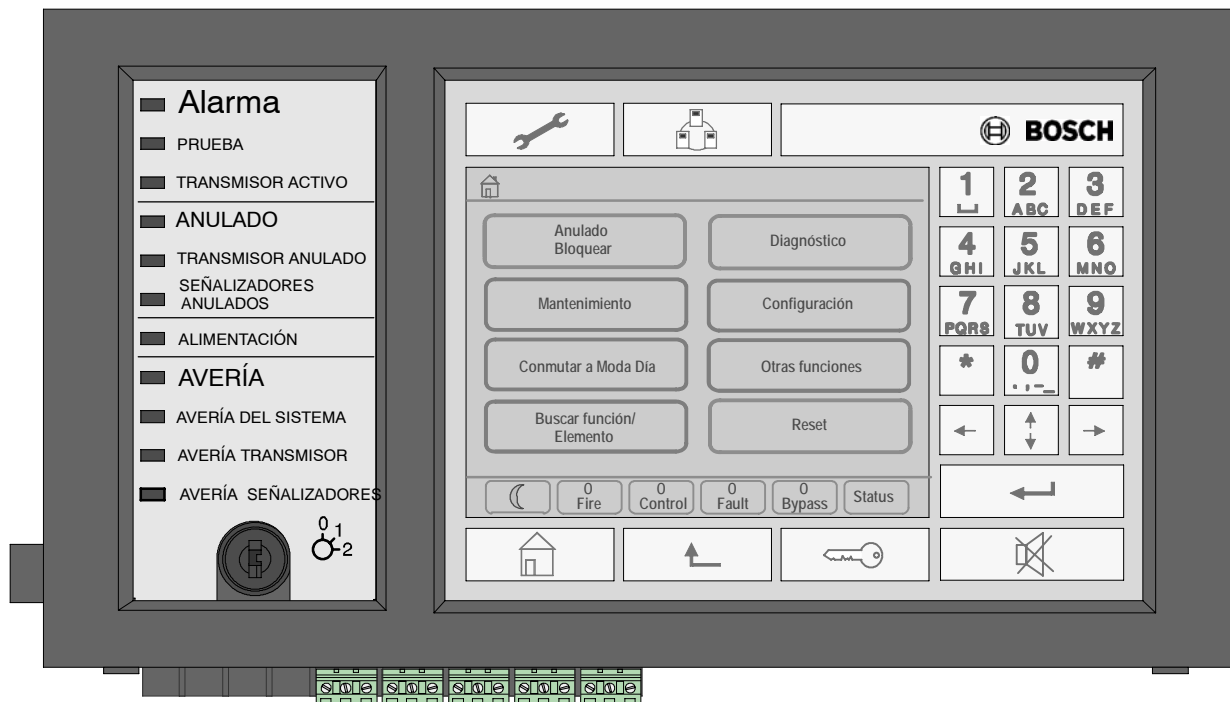 Alarma
PRUEBA
TRANSMISOR ACTIVO
ANULADO
TRANSMISOR ANULADO
SEÑALIZADORES
ANULADOS
ALIMENTACIÓN
AVERÍA
AVERÍA DEL SISTEMA
AVERÍA TRANSMISOR
AVERÍA SEÑALIZADORES
0
1
2
BOSCH
Anulado
Bloquear
Diagnóstico
Mantenimiento
Configuración
Conmutar a Moda Día
Otras funciones
Buscar función/
Elemento
Reset
0
Fire
0
Control
0
Fault
0
Bypass
Status
1
2
ABC
3
DEF
4
GHI
5
JKL
6
MNO
7
PQRS
8
TUV
9
WXYZ
*
0
. , - _
#